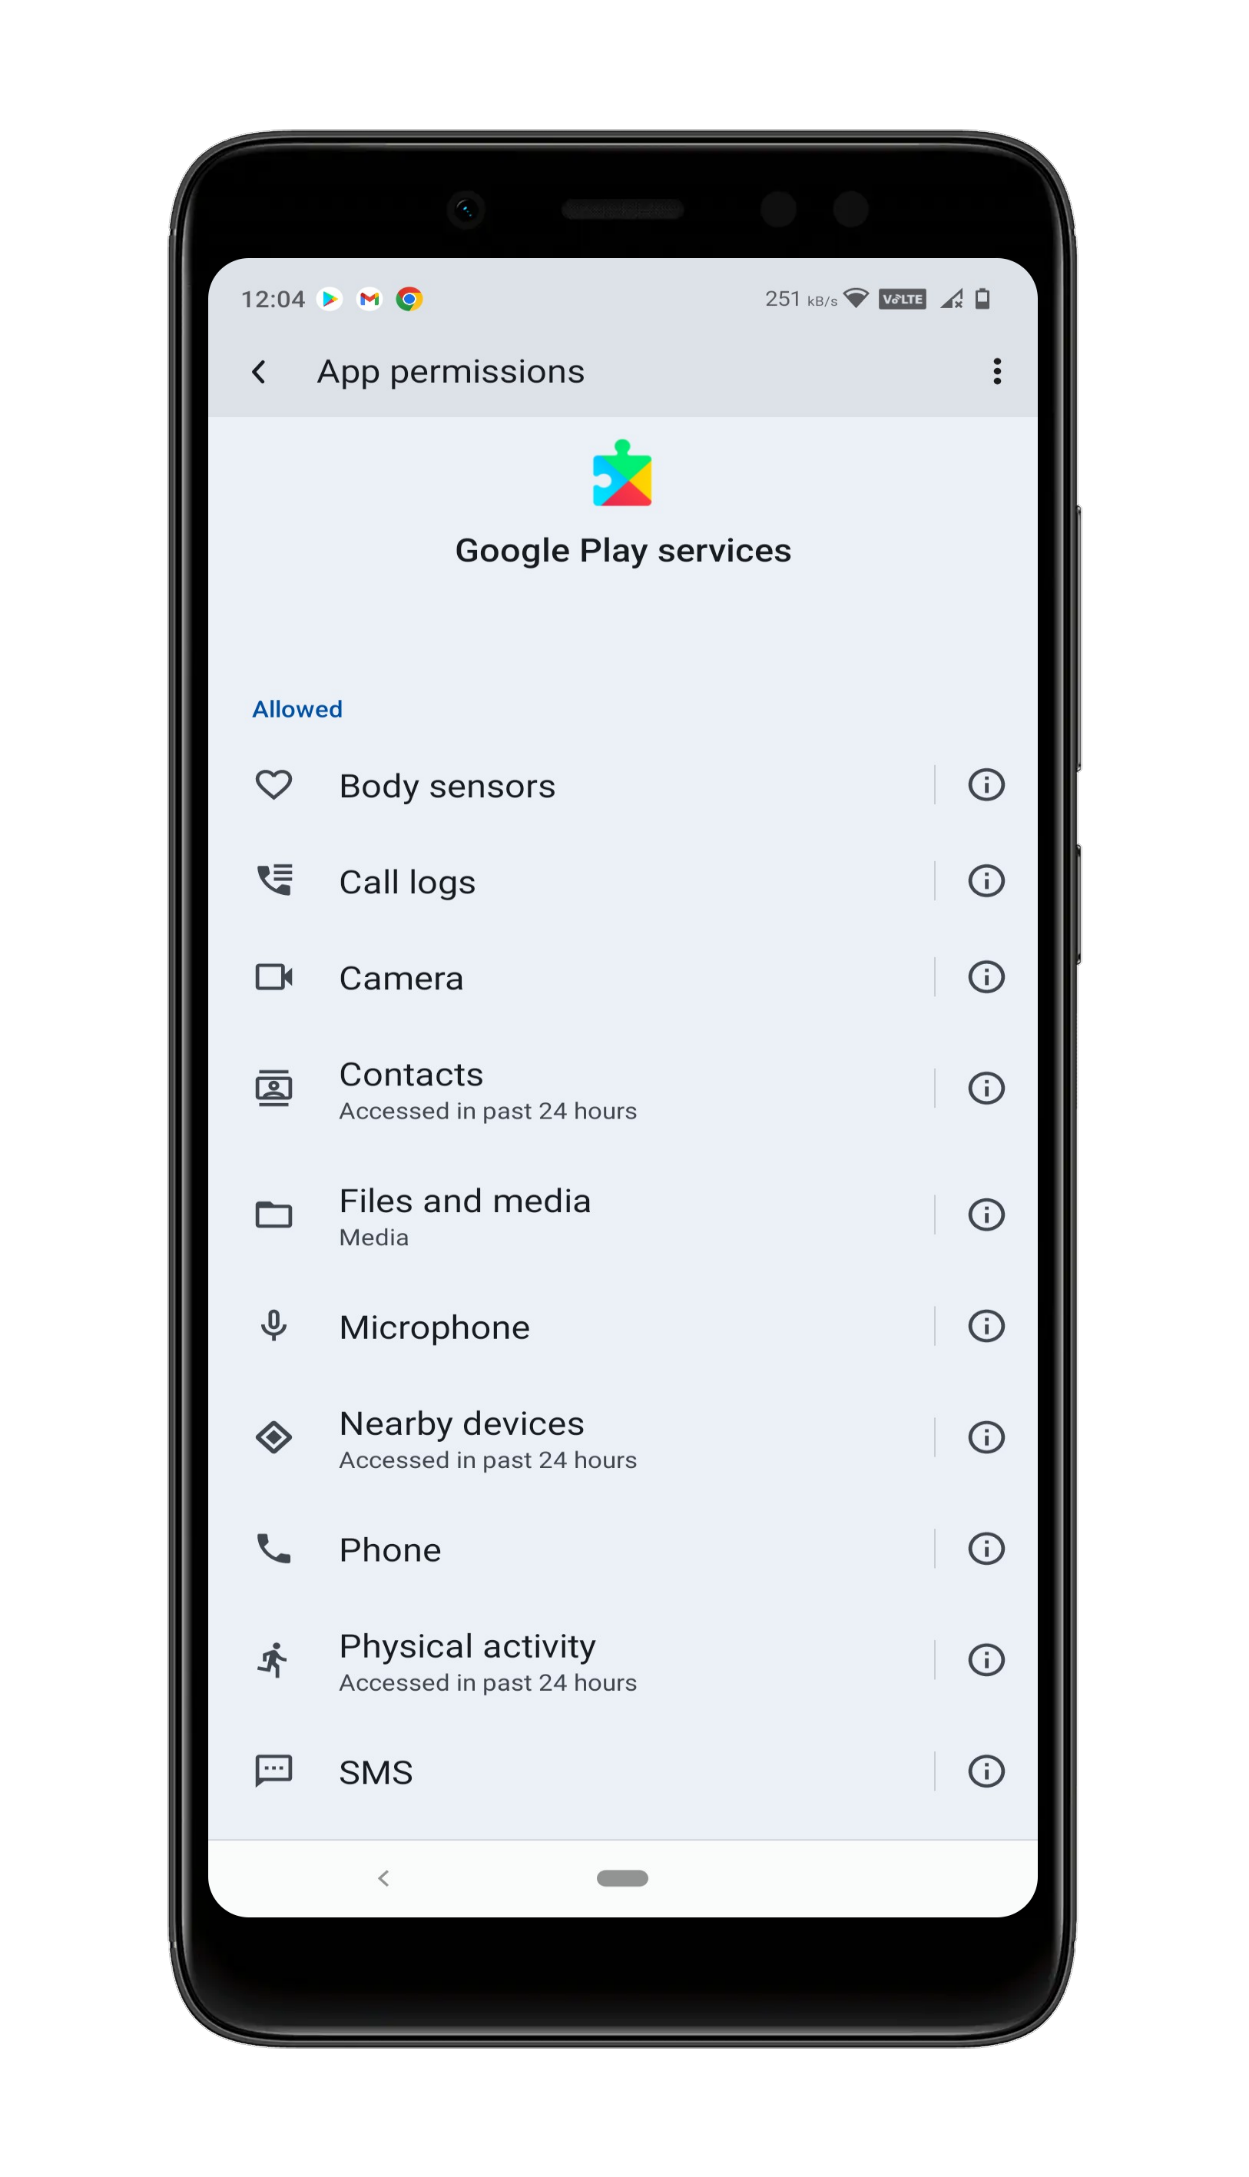 12:04 251 kB/s VoLTE
App permissions
Google Play services
Allowed
Body sensors
Call logs
Camera
Contacts
Accessed in past 24 hours
Files and media
Media
Microphone
Nearby devices
Accessed in past 24 hours
Phone
Physical activity
Accessed in past 24 hours
SMS